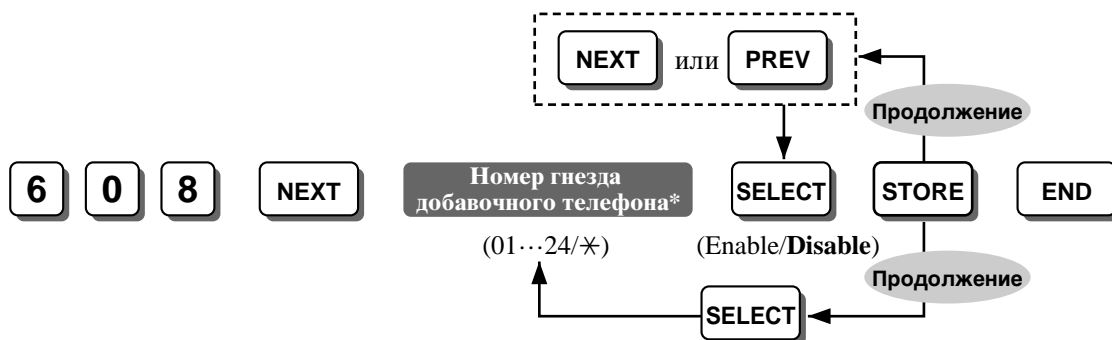 NEXT или PREV
Продолжение
6 0 8 NEXT Номер гнезда добавочного телефона* SELECT STORE END
(01···24/✳) (Enable/Disable)
Продолжение
SELECT